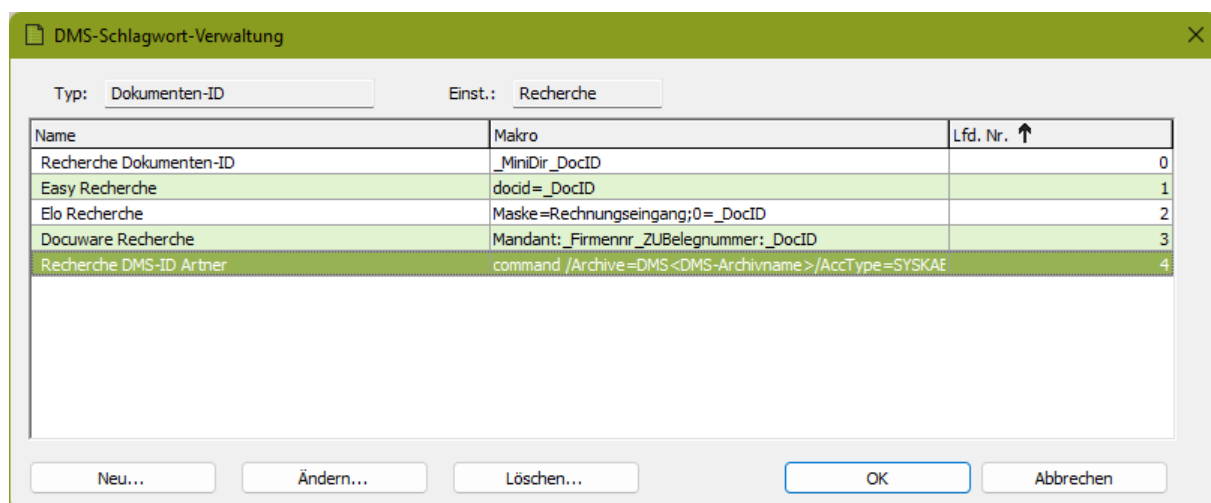 DMS-Schlagwort-Verwaltung
Typ: Dokumenten-ID Einst.: Recherche
Name Makro Lfd. Nr.
Recherche Dokumenten-ID _MiniDir_DocID 0
Easy Recherche docid=_DocID 1
Elo Recherche Maske=Rechnungseingang;0=_DocID 2
Docuware Recherche Mandant:_Firmennr_ZUBelegnummer:_DocID 3
Recherche DMS-ID Artner command /Archive=DMS<DMS-Archivname>/AccType=SYSKAE 4
Neu... Ändern... Löschen... OK Abbrechen